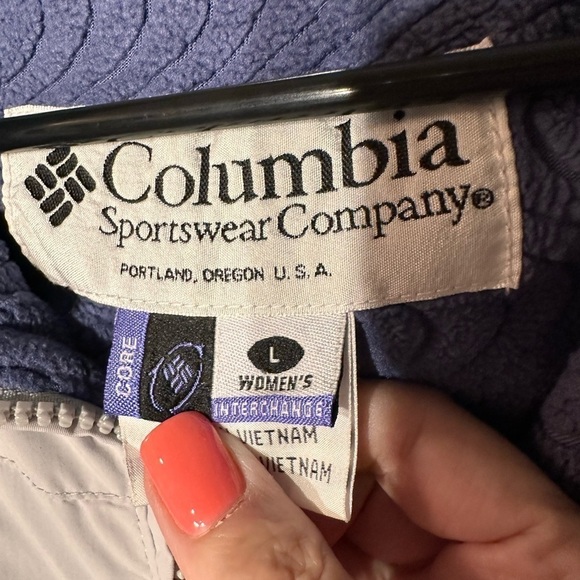 Columbia
Sportswear Company®
PORTLAND, OREGON U.S.A.
CORE
L
WOMEN'S
INTERCHANGE
VIETNAM
VIETNAM